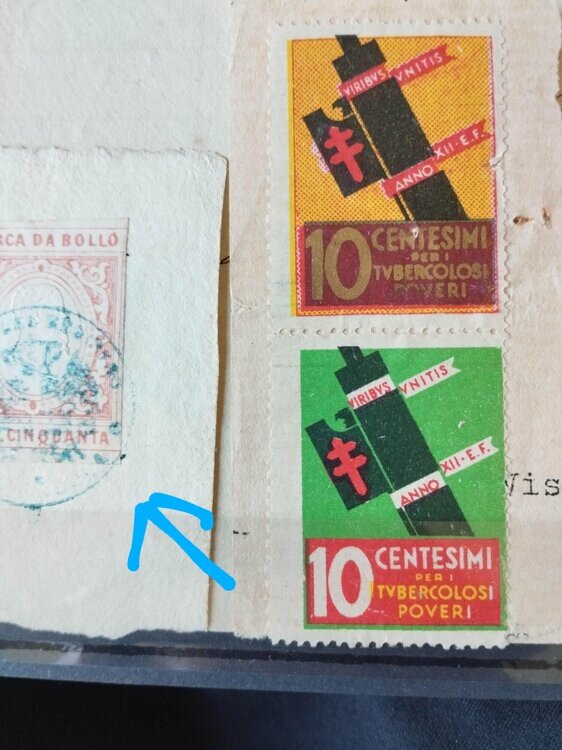 RCA DA BOLLO
CINQUANTA
VIRIBVS VNITIS
ANNO XII·E.F.
10 CENTESIMI
PER I
TVBERCOLOSI
POVERI
VIRIBVS VNITIS
ANNO XII·E.F.
10 CENTESIMI
PER I
TVBERCOLOSI
POVERI
Vis